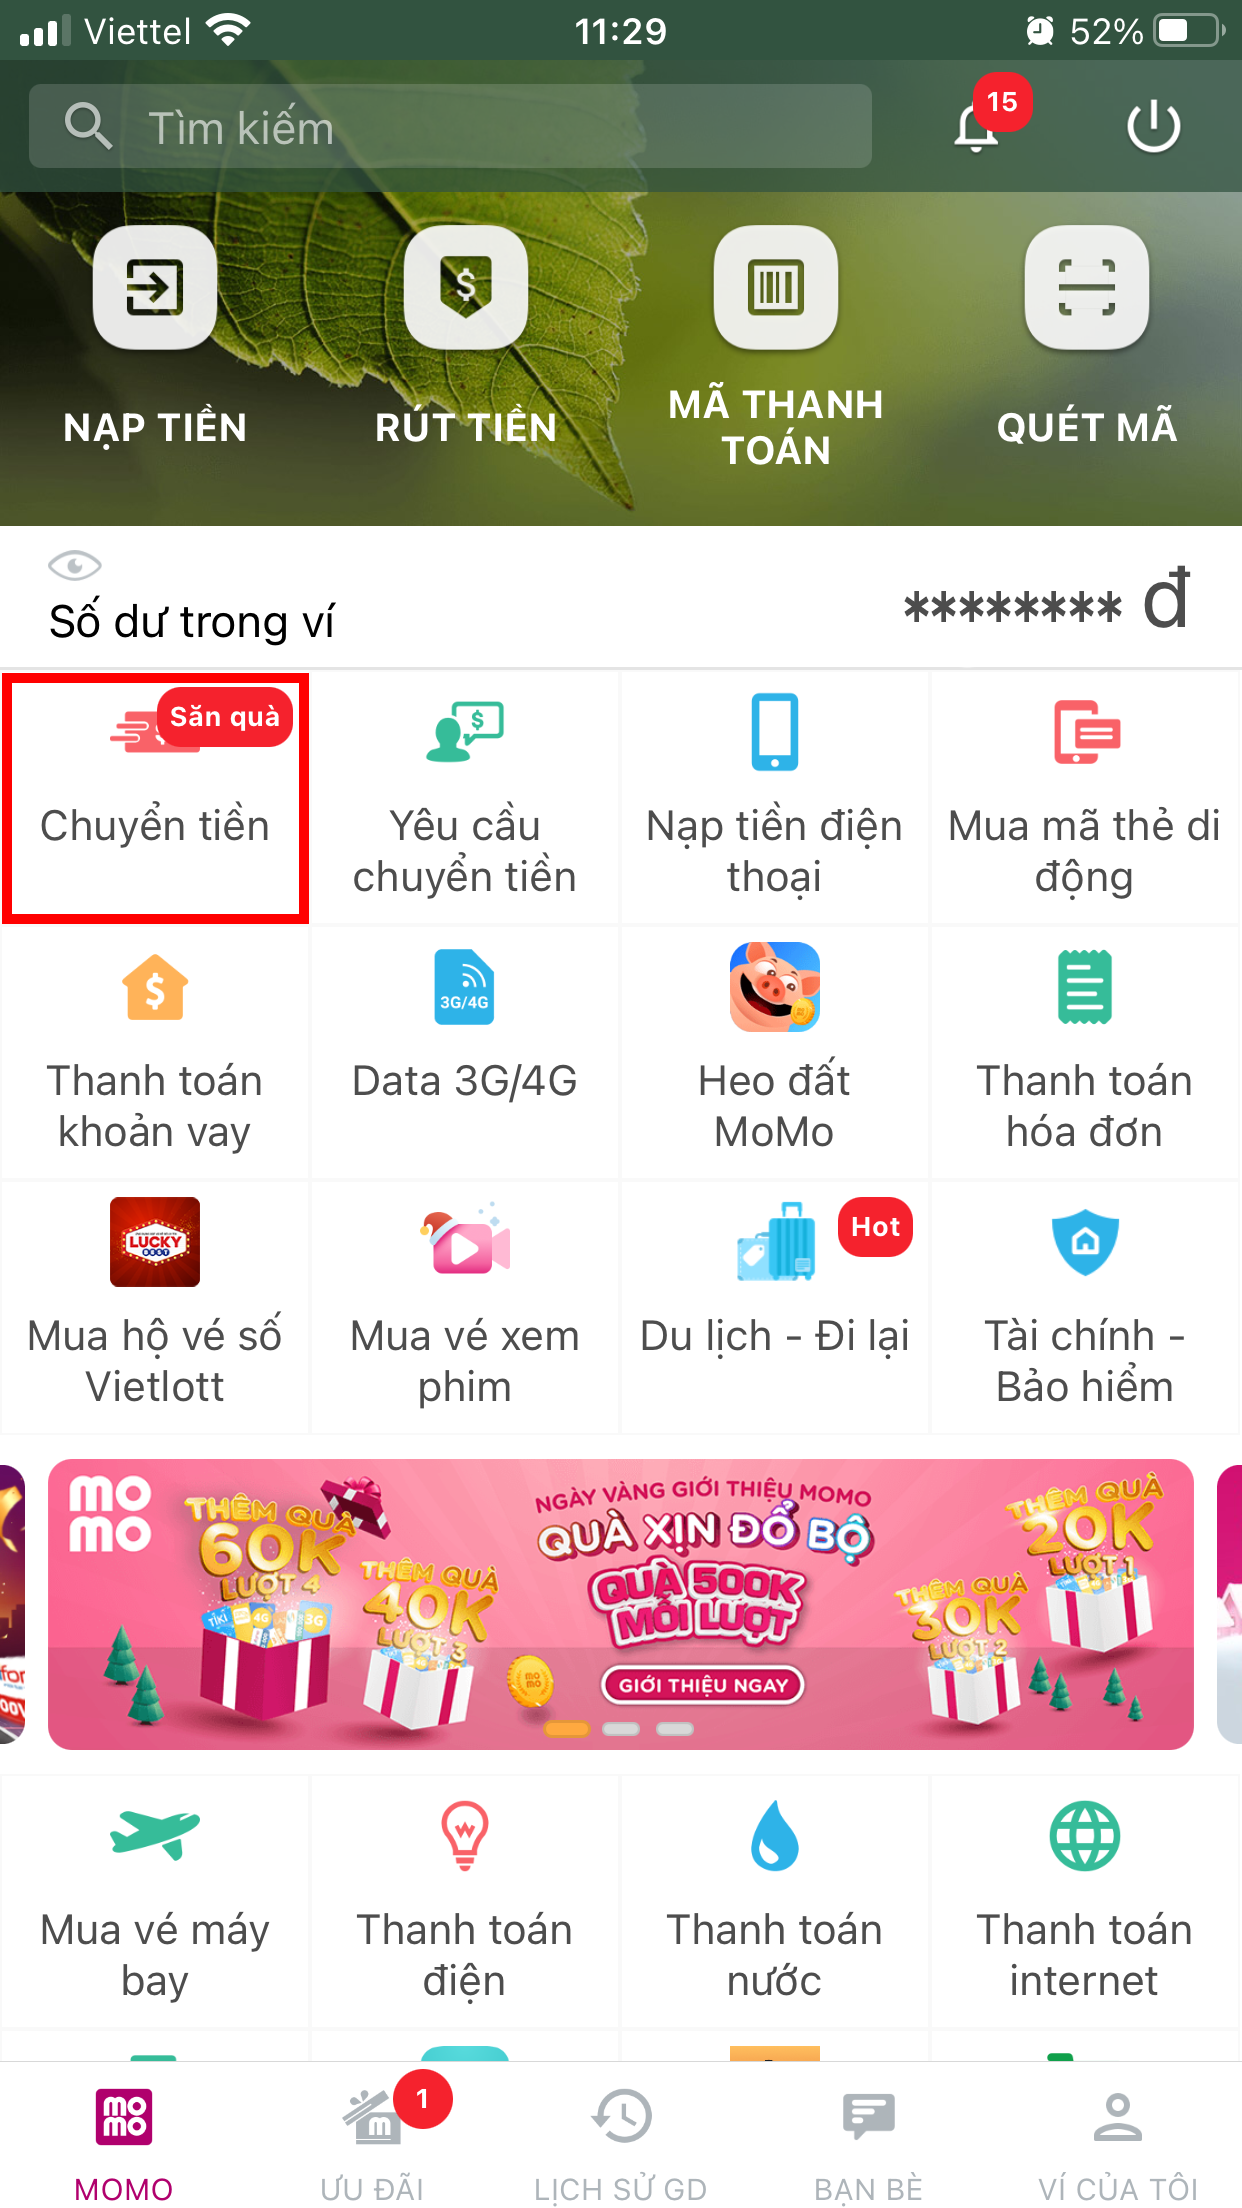 Viettel 11:29 52%
Tìm kiếm 15
NẠP TIỀN RÚT TIỀN MÃ THANH TOÁN QUÉT MÃ
Số dư trong ví ******** đ
Săn quà
Chuyển tiền
$
Yêu cầu
chuyển tiền
Nạp tiền điện
thoại
Mua mã thẻ di
động
$
Thanh toán
khoản vay
3G/4G
Data 3G/4G
Heo đất
MoMo
Thanh toán
hóa đơn
LUCKY
BEST
Mua hộ vé số
Vietlott
Mua vé xem
phim
Hot
Du lịch - Đi lại
Tài chính -
Bảo hiểm
mo
mo
THÊM QUÀ
60K
LƯỢT 4
THÊM QUÀ
40K
LƯỢT 3
NGÀY VÀNG GIỚI THIỆU MOMO
QUÀ XỊN ĐỔ BỘ
QUÀ 500K
MỖI LƯỢT
GIỚI THIỆU NGAY
THÊM QUÀ
30K
LƯỢT 2
THÊM QUÀ
20K
LƯỢT 1
Mua vé máy
bay
Thanh toán
điện
Thanh toán
nước
Thanh toán
internet
mo
mo
MOMO
1
m
ƯU ĐÃI
LỊCH SỬ GD
BẠN BÈ
VÍ CỦA TÔI